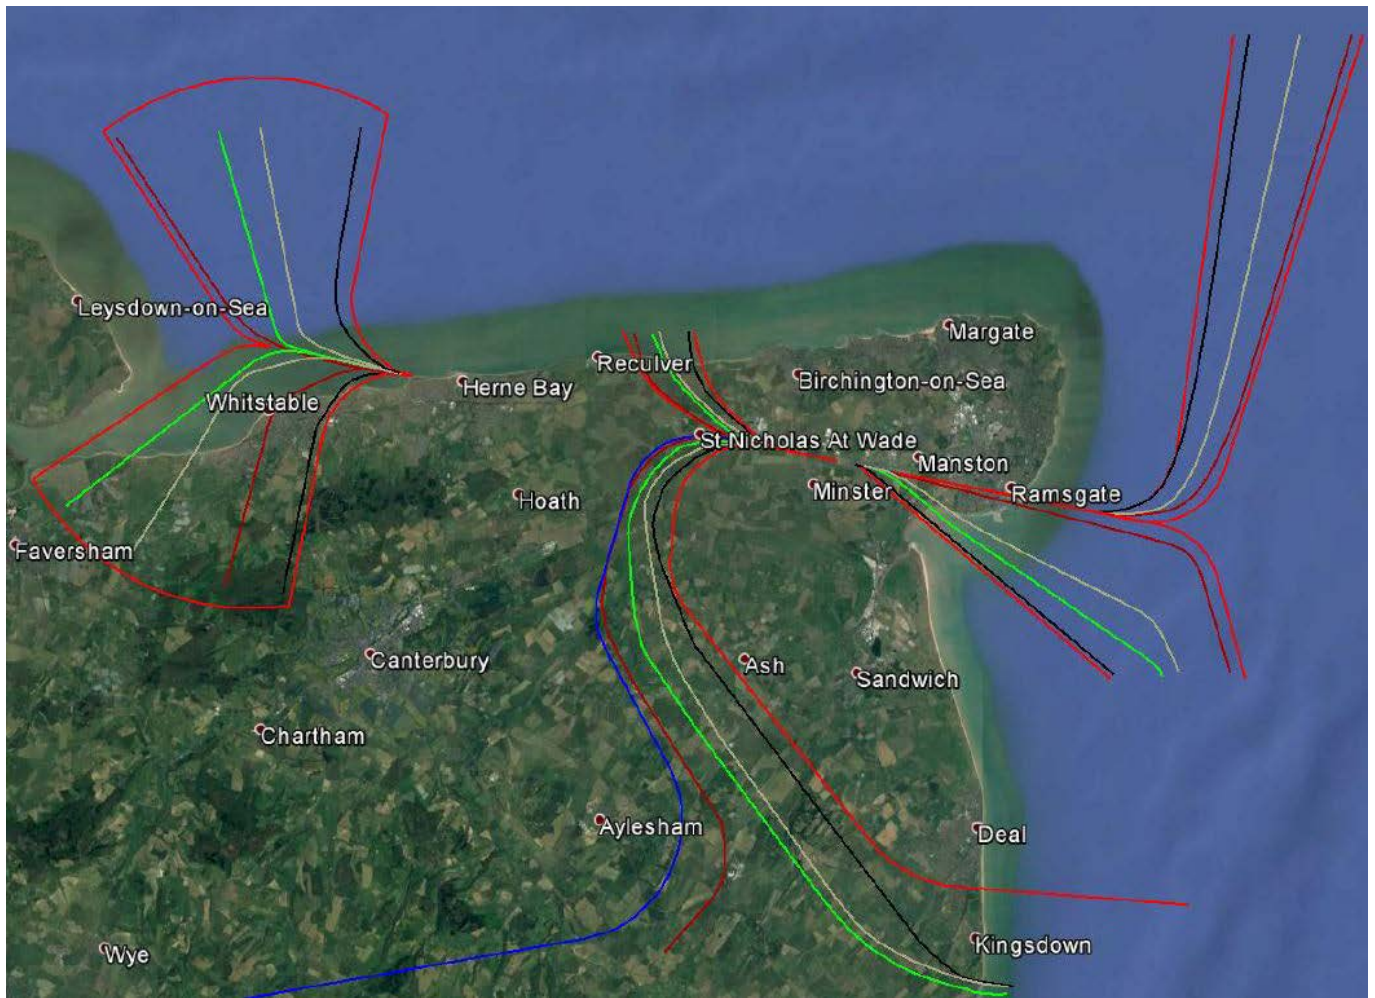 Leysdown-on-Sea
Margate
Reculver
Birchington-on-Sea
Herne Bay
Whitstable
St Nicholas At Wade
Manston
Minster
Ramsgate
Hoath
Faversham
Canterbury
Ash
Sandwich
Chartham
Aylesham
Deal
Kingsdown
Wye